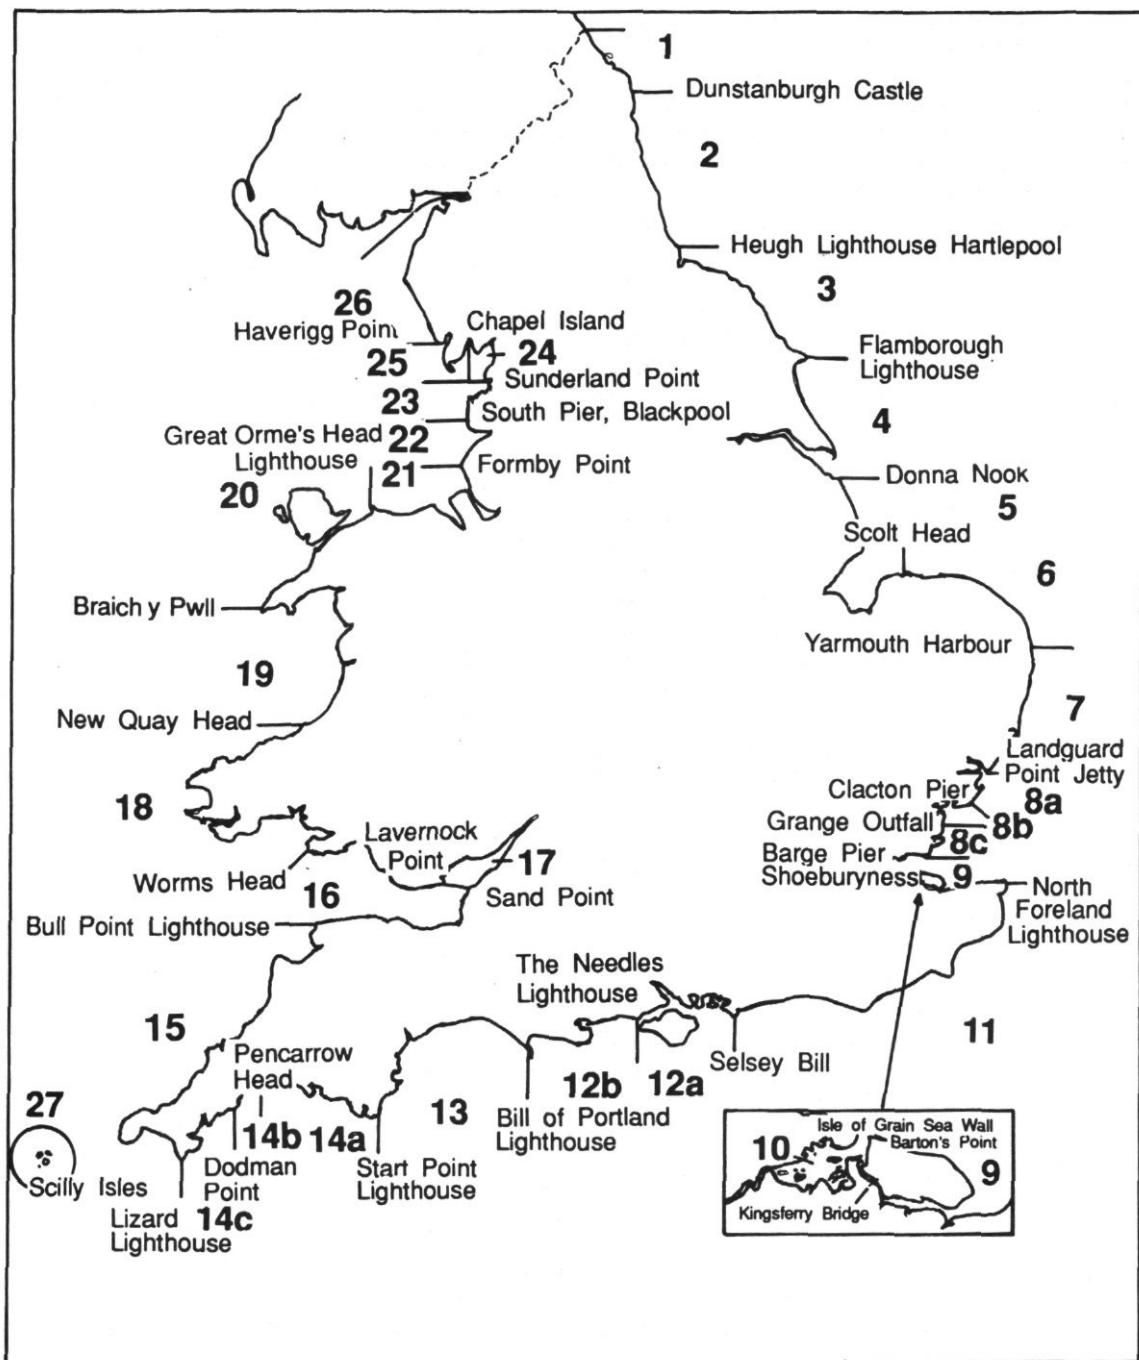 1
Dunstanburgh Castle
2
Heugh Lighthouse Hartlepool
3
26
Haverigg Point
Chapel Island
25
24
Flamborough
Lighthouse
Sunderland Point
23
South Pier, Blackpool
4
Great Orme's Head
Lighthouse
22
21
Formby Point
20
Donna Nook
5
Scolt Head
6
Braich y Pwll
Yarmouth Harbour
19
New Quay Head
7
Landguard
Point Jetty
Clacton Pier
8a
18
Grange Outfall
8b
Lavernock
Point
8c
17
Barge Pier
Shoeburyness
9
Worms Head
16
Sand Point
North
Foreland
Lighthouse
Bull Point Lighthouse
The Needles
Lighthouse
15
11
Pencarrow
Head
Selsey Bill
12b
12a
27
13
Bill of Portland
Lighthouse
14b
14a
Scilly Isles
Dodman
Point
Start Point
Lighthouse
14c
Lizard
Lighthouse
Isle of Grain Sea Wall
Barton's Point
10
9
Kingsferry Bridge